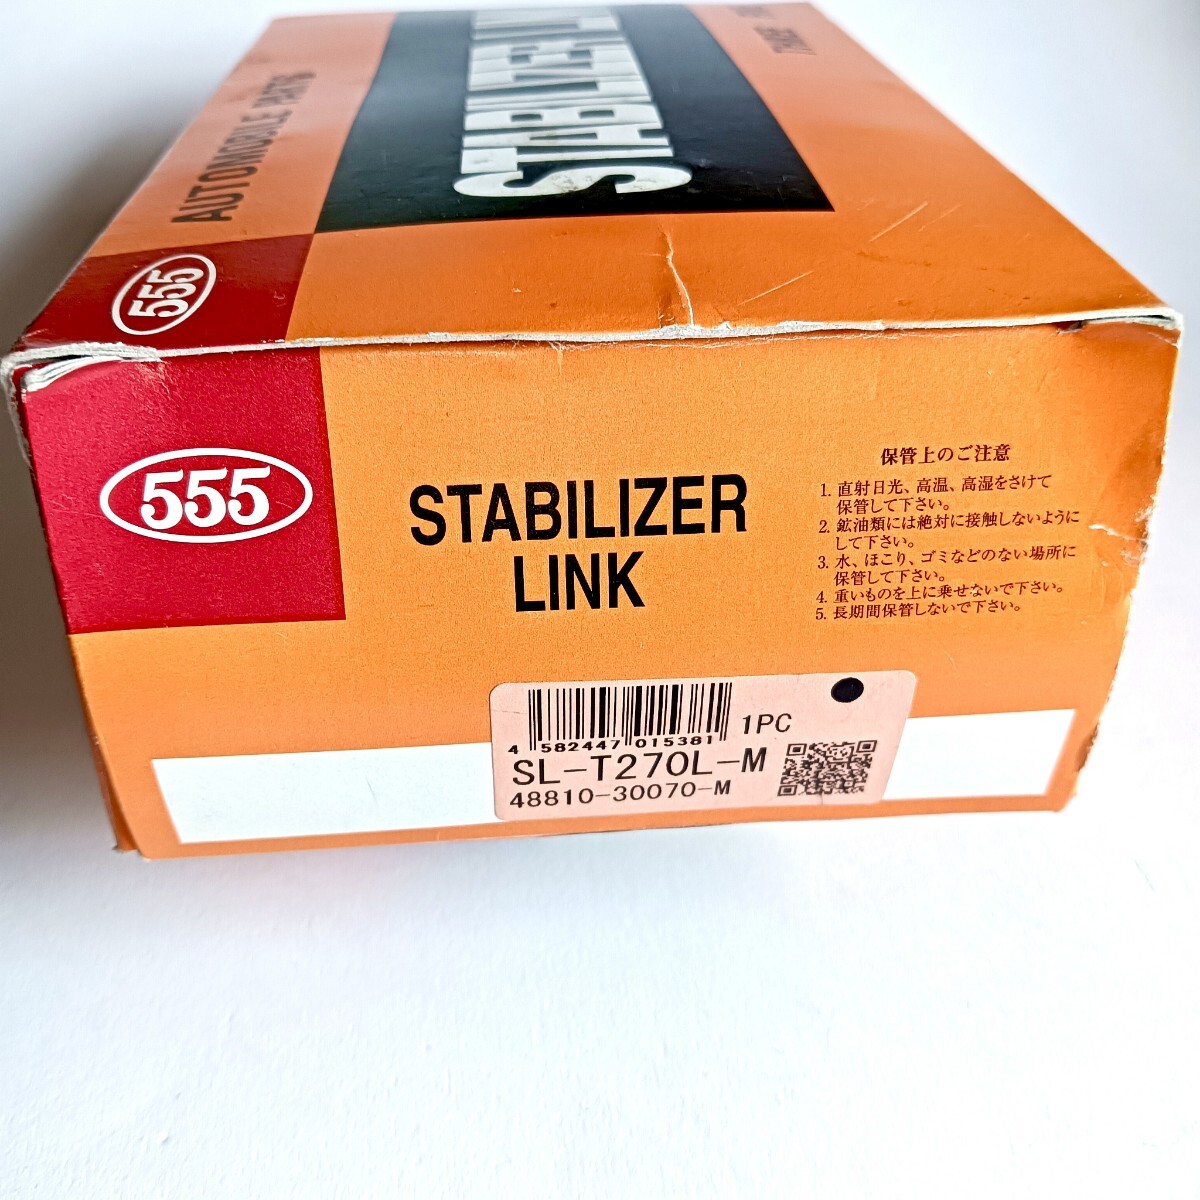 AUTOMOBILE PARTS
STABILIZER
THREE
555
555
STABILIZER
LINK
保管上のご注意
1. 直射日光、高温、高湿をさけて
保管して下さい。
2. 鉱油類には絶対に接触しないように
して下さい。
3. 水、ほこり、ゴミなどのない場所に
保管して下さい。
4. 重いものを上に乗せないで下さい。
5. 長期間保管しないで下さい。
4 582447 015381
1PC
SL-T270L-M
48810-30070-M